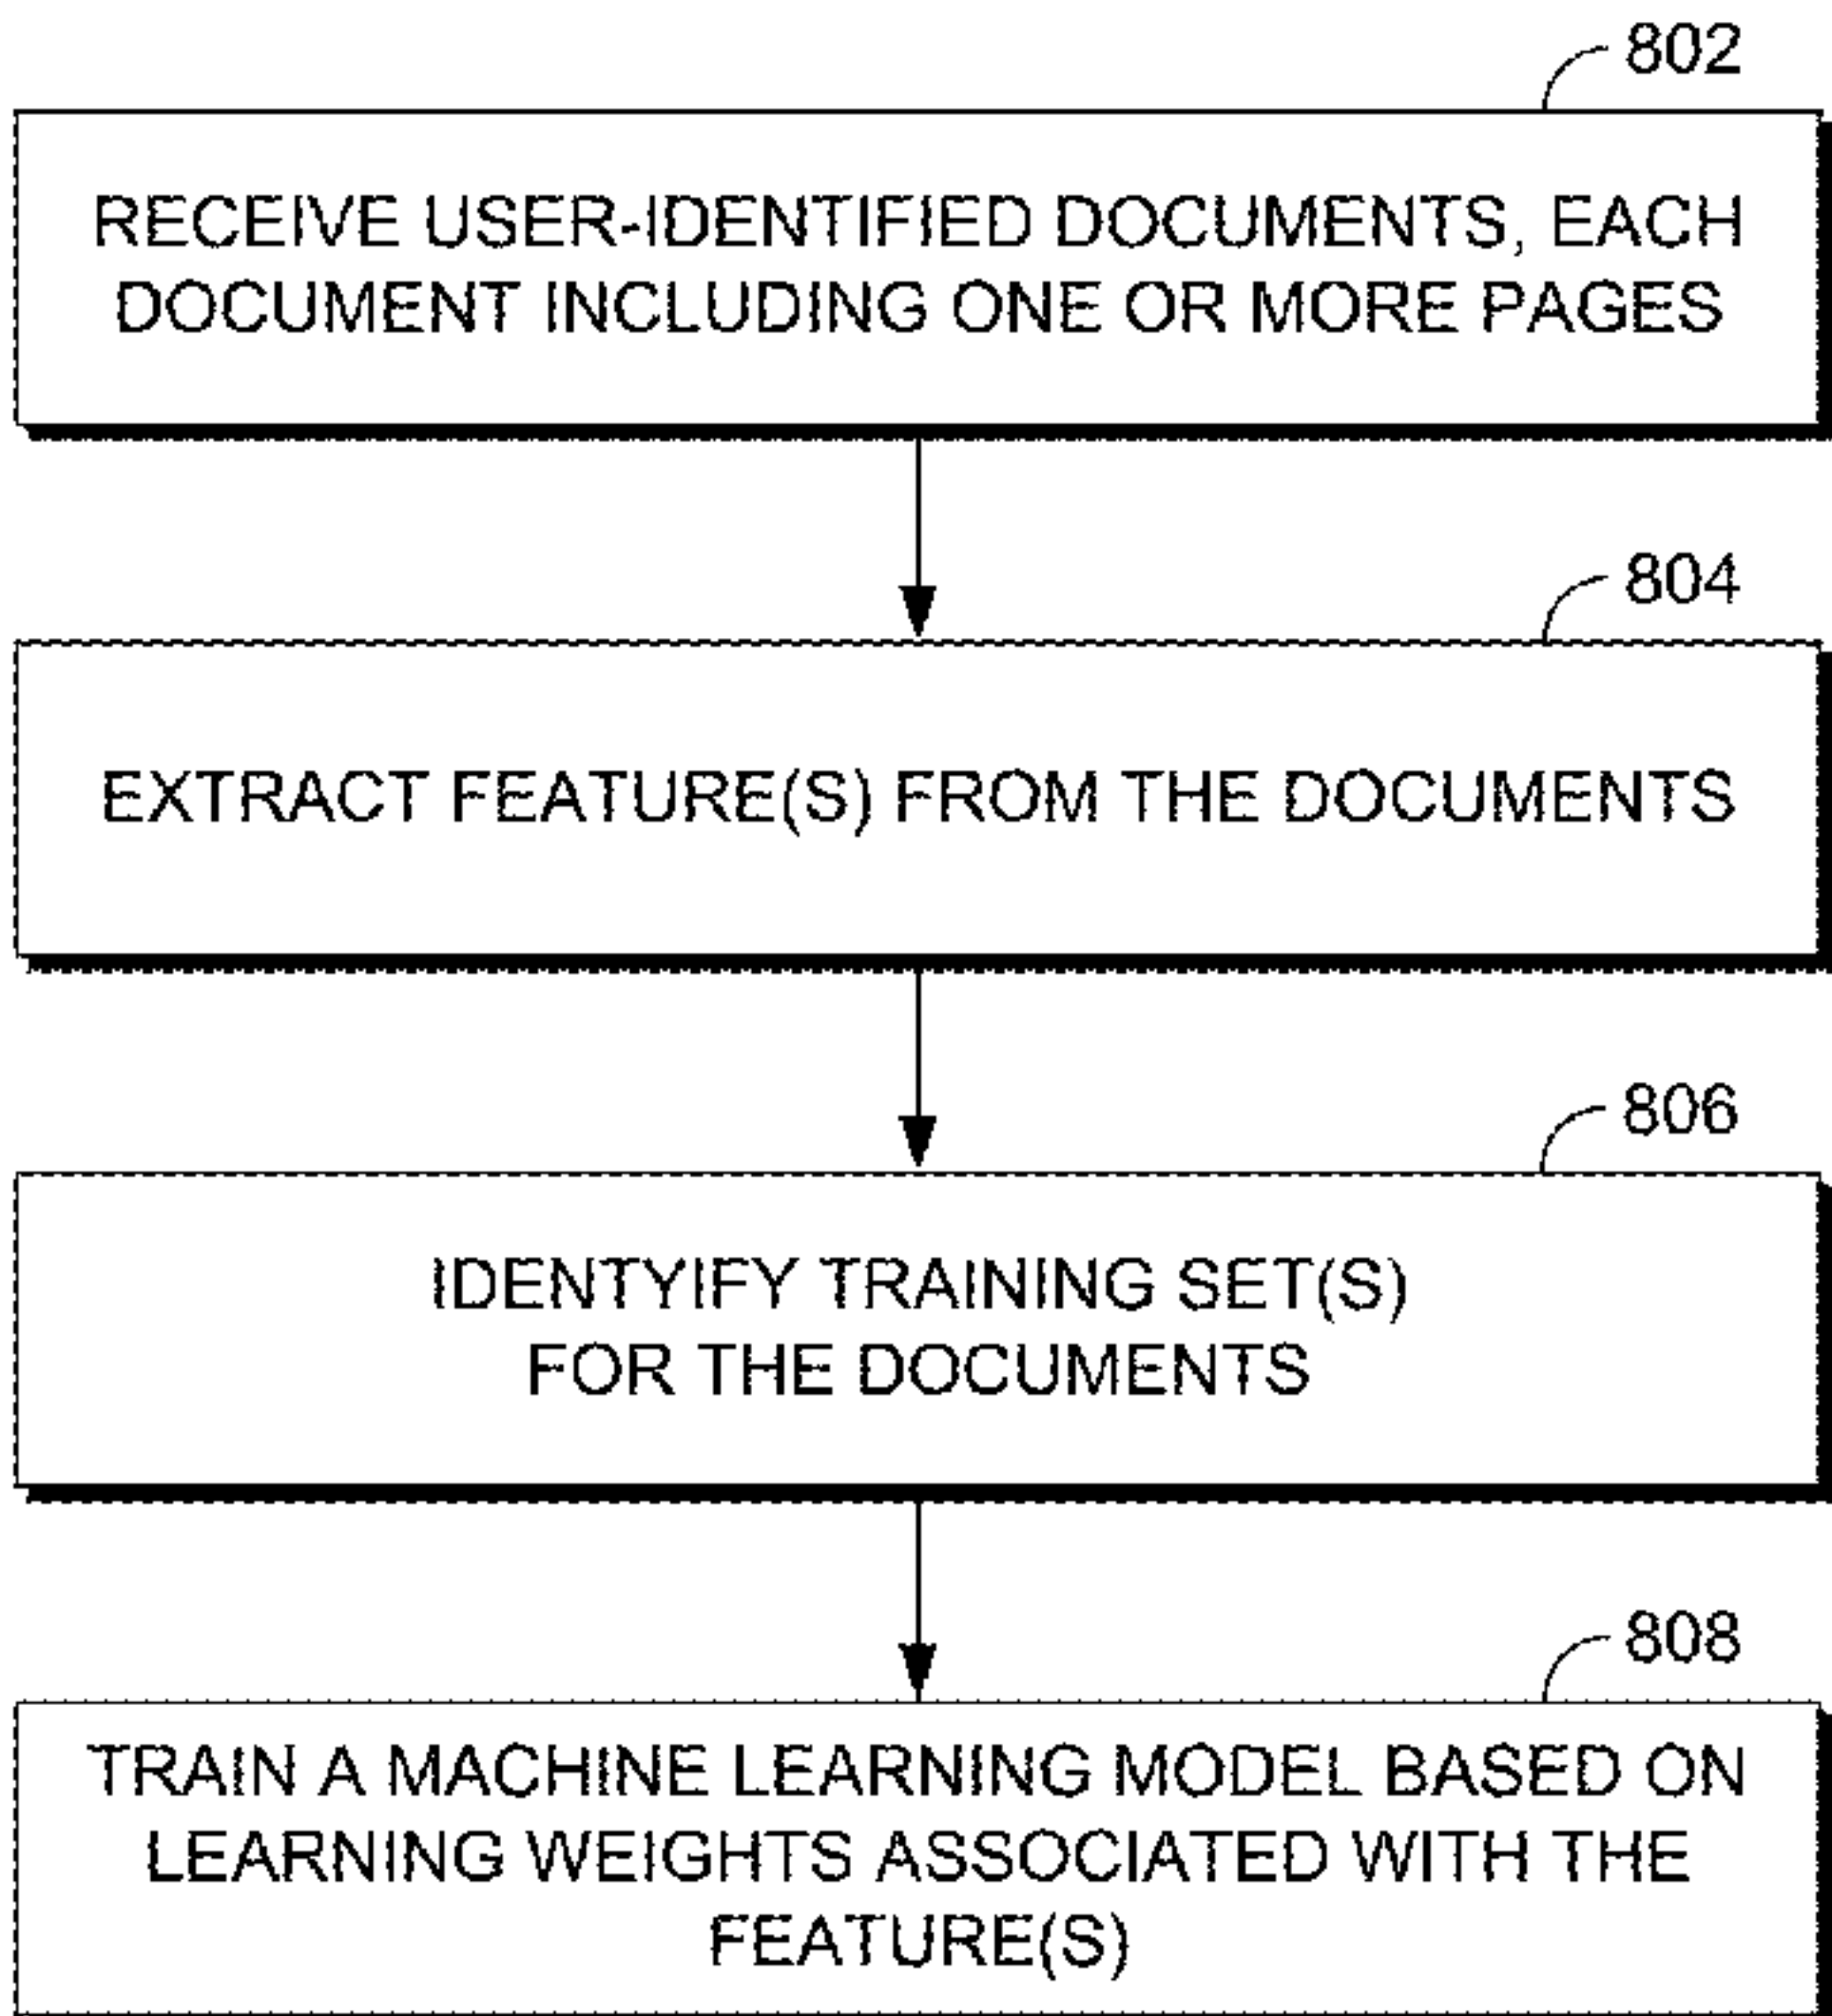 802
RECEIVE USER-IDENTIFIED DOCUMENTS, EACH
DOCUMENT INCLUDING ONE OR MORE PAGES
804
EXTRACT FEATURE(S) FROM THE DOCUMENTS
806
IDENTYIFY TRAINING SET(S)
FOR THE DOCUMENTS
808
TRAIN A MACHINE LEARNING MODEL BASED ON
LEARNING WEIGHTS ASSOCIATED WITH THE
FEATURE(S)